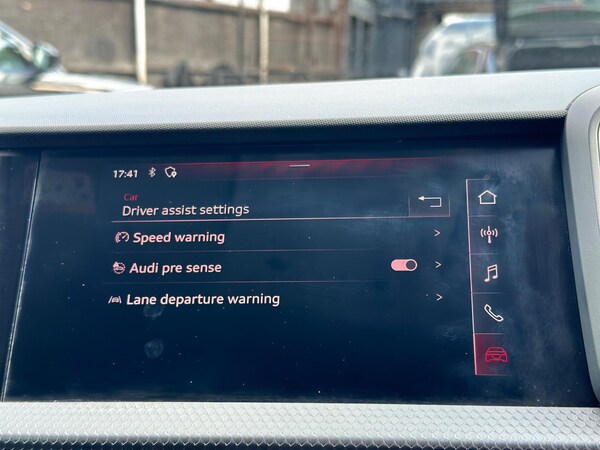 17:41
Car
Driver assist settings
Speed warning
Audi pre sense
Lane departure warning